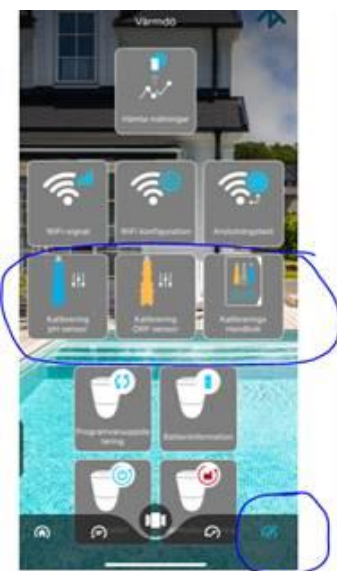 Värmdö
Hämta mätningar
WiFi-signal
WiFi konfiguration
Anslutningstest
Kalibrering
pH sensor
Kalibrering
ORP sensor
Kalibrerings
Handbok
Programvaruuppda
tering
Batteriinformation